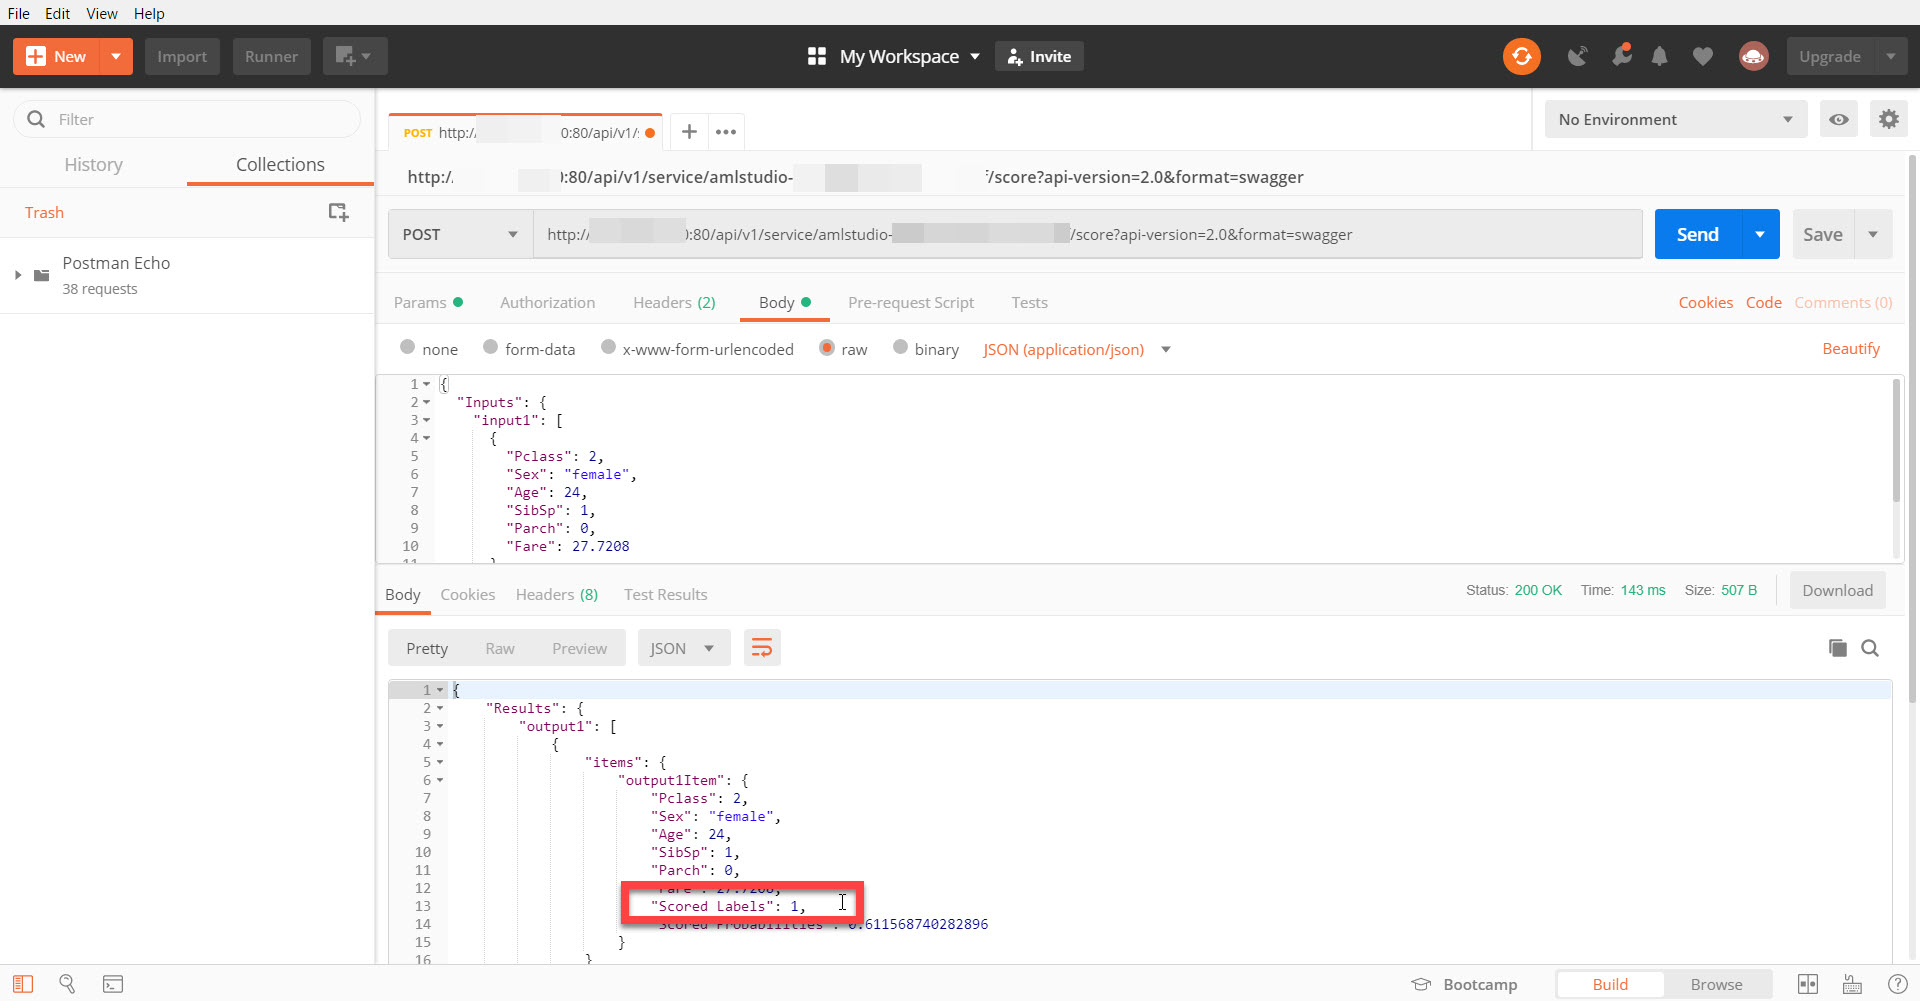 File Edit View Help
New Import Runner My Workspace Invite Upgrade
Filter
History Collections
Trash
Postman Echo
38 requests
POST http:/ 0:80/api/v1/
No Environment
http:/ :80/api/v1/service/amlstudio- /score?api-version=2.0&format=swagger
POST http:/ :80/api/v1/service/amlstudio- /score?api-version=2.0&format=swagger Send Save
Params Authorization Headers (2) Body Pre-request Script Tests Cookies Code Comments (0)
none form-data x-www-form-urlencoded raw binary JSON (application/json) Beautify
1 {
2 "Inputs": {
3 "input1": [
4 {
5 "Pclass": 2,
6 "Sex": "female",
7 "Age": 24,
8 "SibSp": 1,
9 "Parch": 0,
10 "Fare": 27.7208
11 }
Body Cookies Headers (8) Test Results Status: 200 OK Time: 143 ms Size: 507 B Download
Pretty Raw Preview JSON
1 {
2 "Results": {
3 "output1": [
4 {
5 "items": {
6 "output1Item": {
7 "Pclass": 2,
8 "Sex": "female",
9 "Age": 24,
10 "SibSp": 1,
11 "Parch": 0,
12 "Fare": 27.7208,
13 "Scored Labels": 1,
14 "Scored Probabilities": 0.611568740282896
15 }
16 }
Bootcamp Build Browse